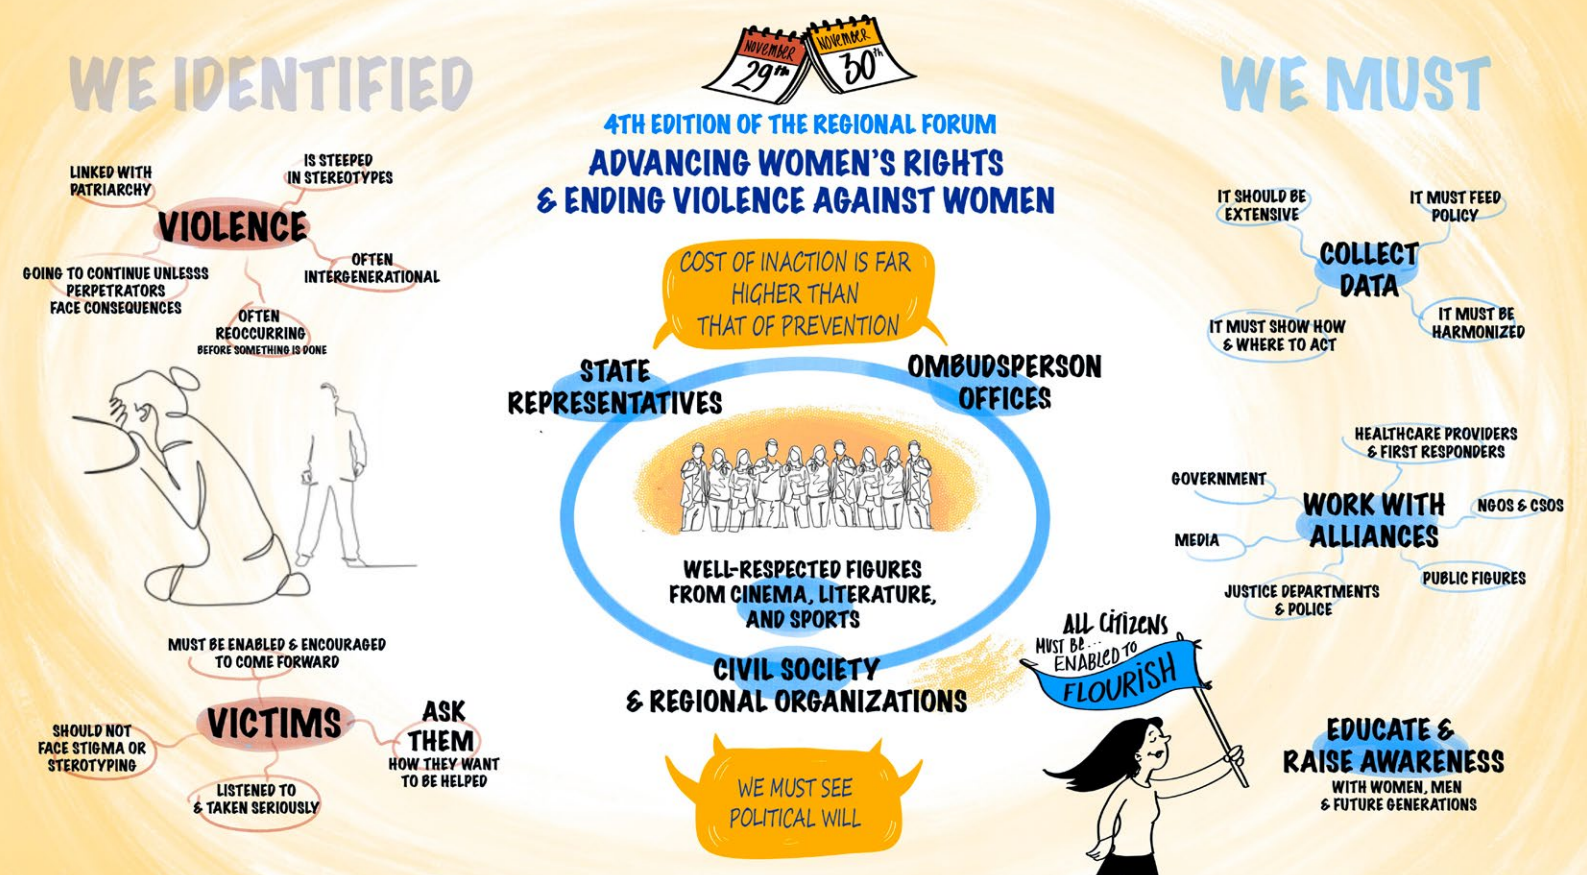 WE IDENTIFIED
LINKED WITH
PATRIARCHY
IS STEEPED
IN STEREOTYPES
VIOLENCE
GOING TO CONTINUE UNLESSS
PERPETRATORS
FACE CONSEQUENCES
OFTEN
INTERGENERATIONAL
OFTEN
REOCCURRING
BEFORE SOMETHING IS DONE
MUST BE ENABLED & ENCOURAGED
TO COME FORWARD
VICTIMS
SHOULD NOT
FACE STIGMA OR
STEROTYPING
LISTENED TO
& TAKEN SERIOUSLY
ASK
THEM
HOW THEY WANT
TO BE HELPED
NOVEMBER
29th
NOVEMBER
30th
4TH EDITION OF THE REGIONAL FORUM
ADVANCING WOMEN'S RIGHTS
& ENDING VIOLENCE AGAINST WOMEN
COST OF INACTION IS FAR
HIGHER THAN
THAT OF PREVENTION
STATE
REPRESENTATIVES
OMBUDSPERSON
OFFICES
WELL-RESPECTED FIGURES
FROM CINEMA, LITERATURE,
AND SPORTS
CIVIL SOCIETY
& REGIONAL ORGANIZATIONS
WE MUST SEE
POLITICAL WILL
WE MUST
IT SHOULD BE
EXTENSIVE
IT MUST FEED
POLICY
COLLECT
DATA
IT MUST SHOW HOW
& WHERE TO ACT
IT MUST BE
HARMONIZED
HEALTHCARE PROVIDERS
& FIRST RESPONDERS
GOVERNMENT
WORK WITH
ALLIANCES
NGOS & CSOS
MEDIA
JUSTICE DEPARTMENTS
& POLICE
PUBLIC FIGURES
ALL CITIZENS
MUST BE...
ENABLED TO
FLOURISH
EDUCATE &
RAISE AWARENESS
WITH WOMEN, MEN
& FUTURE GENERATIONS